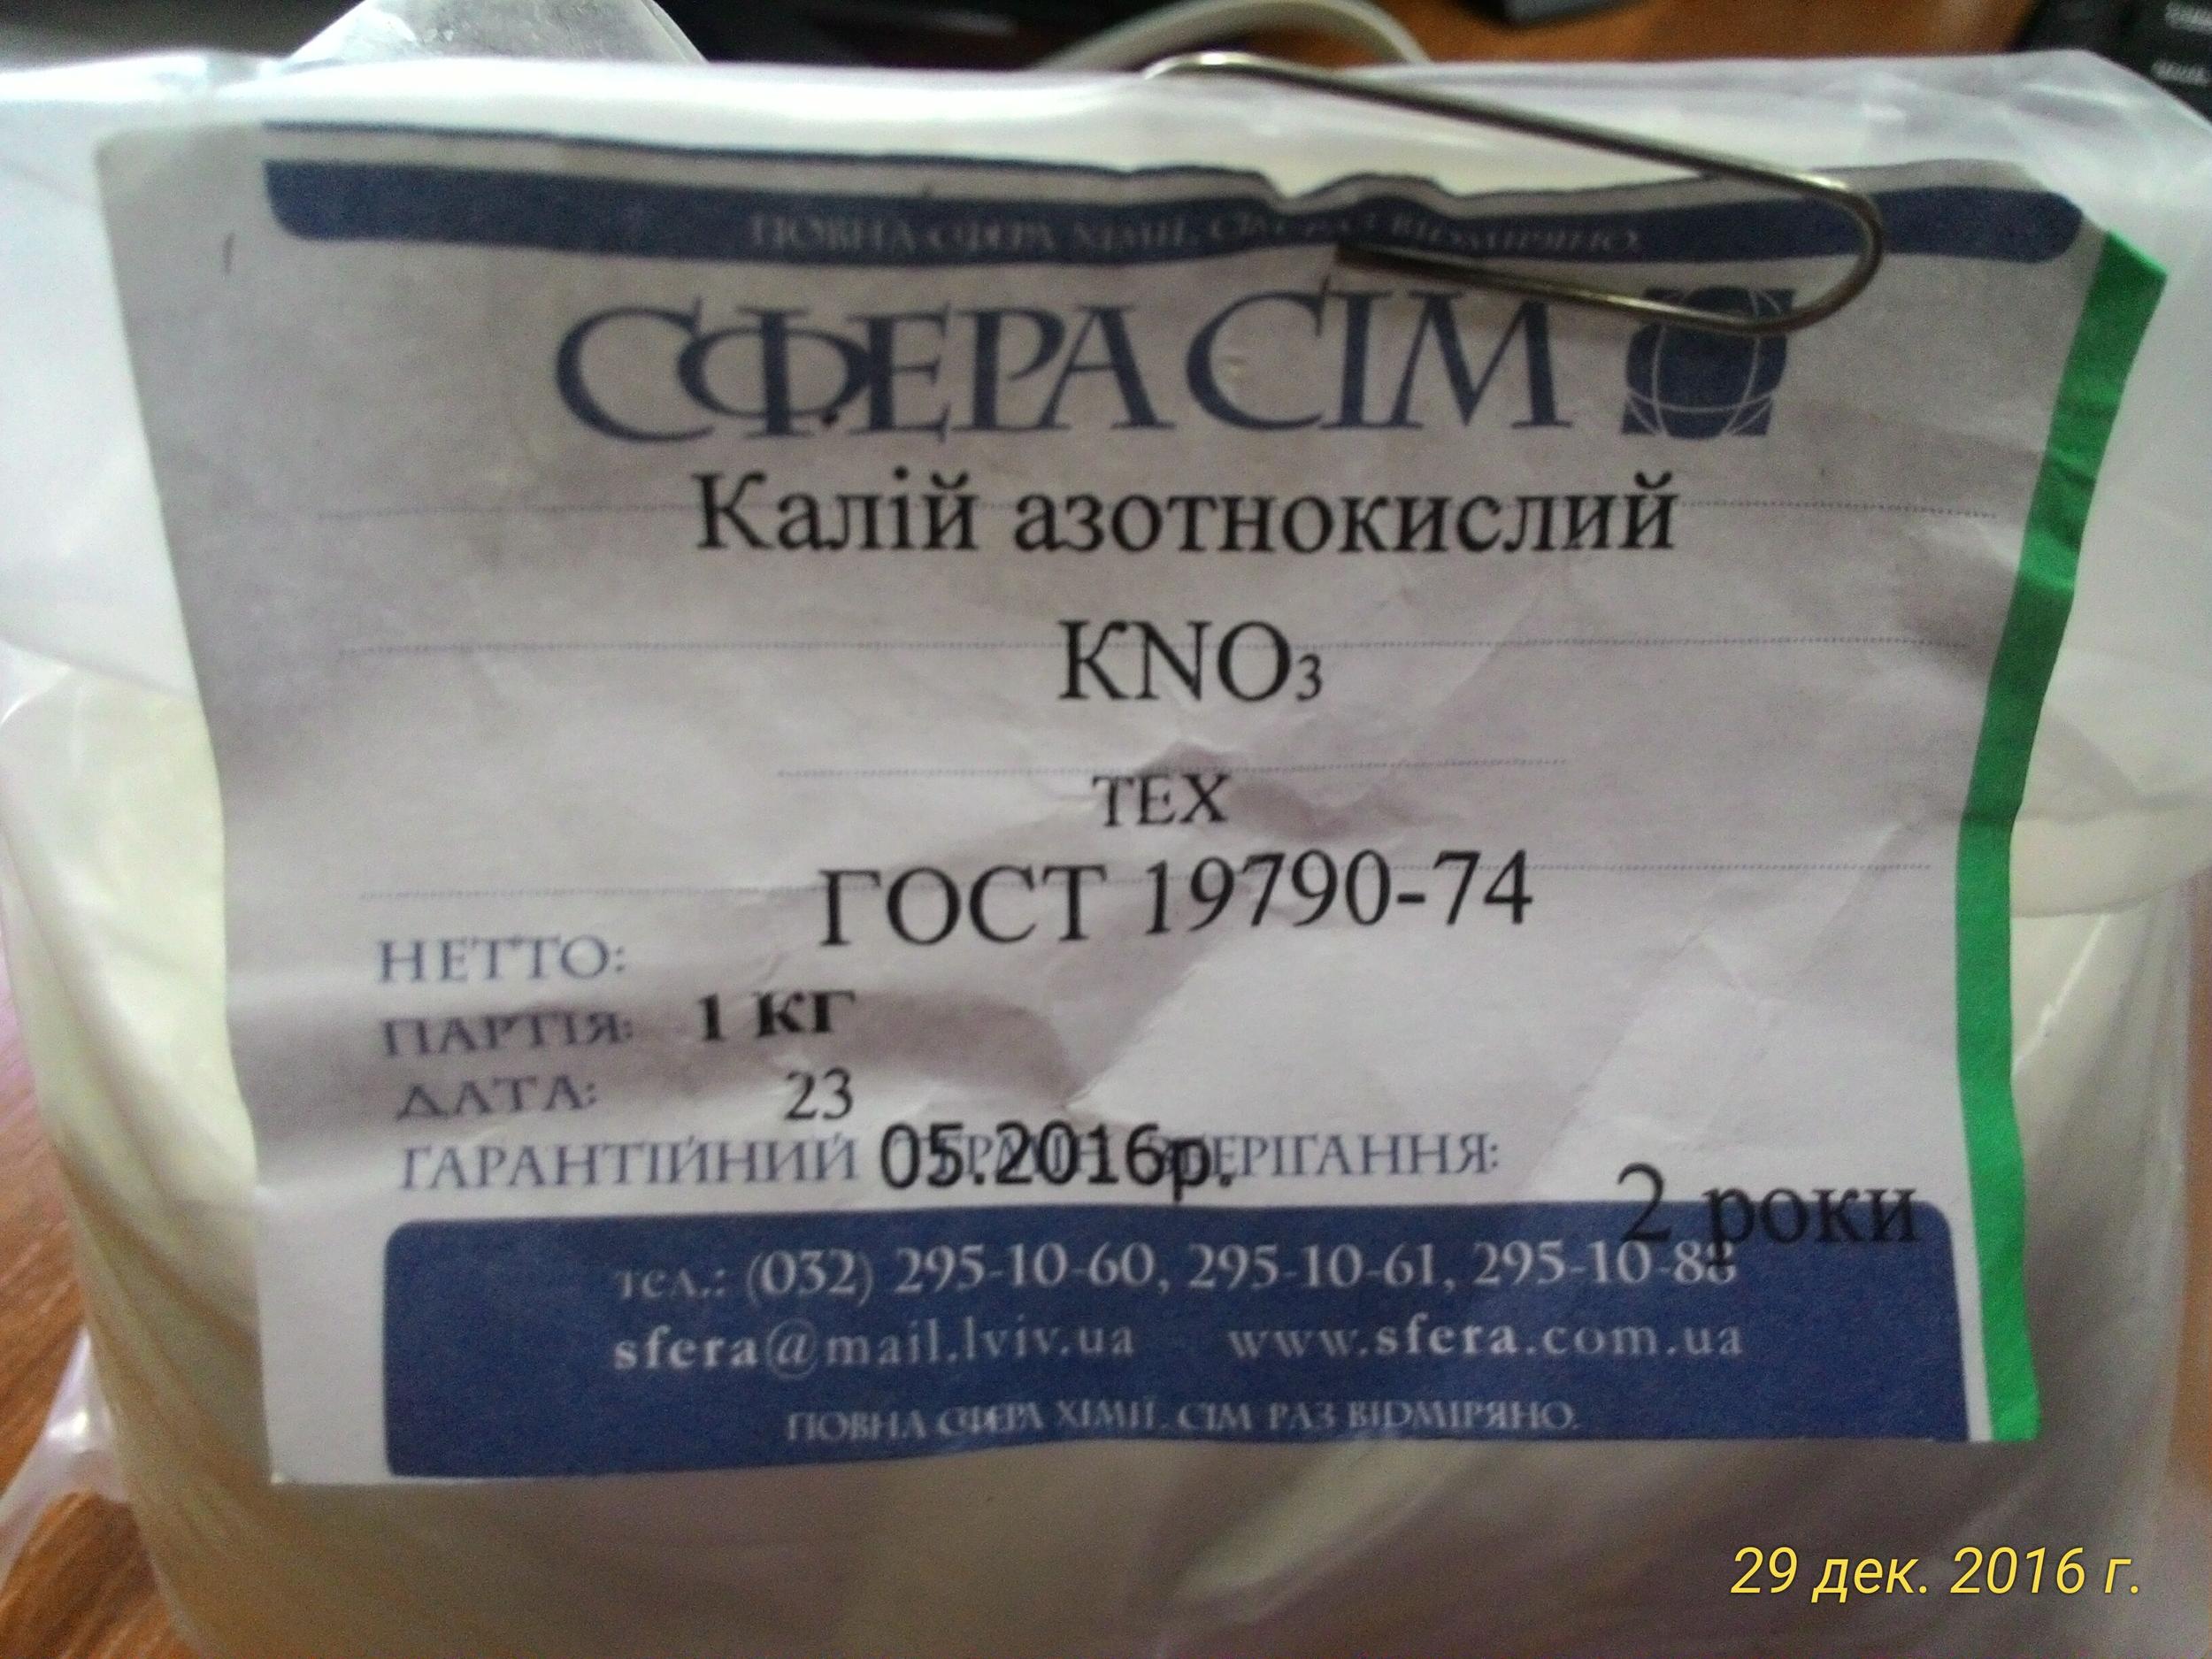 ПОВНА СФЕРА ХІМІЇ. СІМ РАЗ ВІДМІРЯНО.
СФЕРА СІМ
Калій азотнокислий
KNO₃
ТЕХ
ГОСТ 19790-74
НЕТТО:
ПАРТІЯ: 1 КГ
ДАТА: 23
ГАРАНТІЙНИЙ ТЕРМІН ЗБЕРІГАННЯ:
05.2016р.
2 роки
тел.: (032) 295-10-60, 295-10-61, 295-10-88
sfera@mail.lviv.ua www.sfera.com.ua
ПОВНА СФЕРА ХІМІЇ. СІМ РАЗ ВІДМІРЯНО.
29 дек. 2016 г.